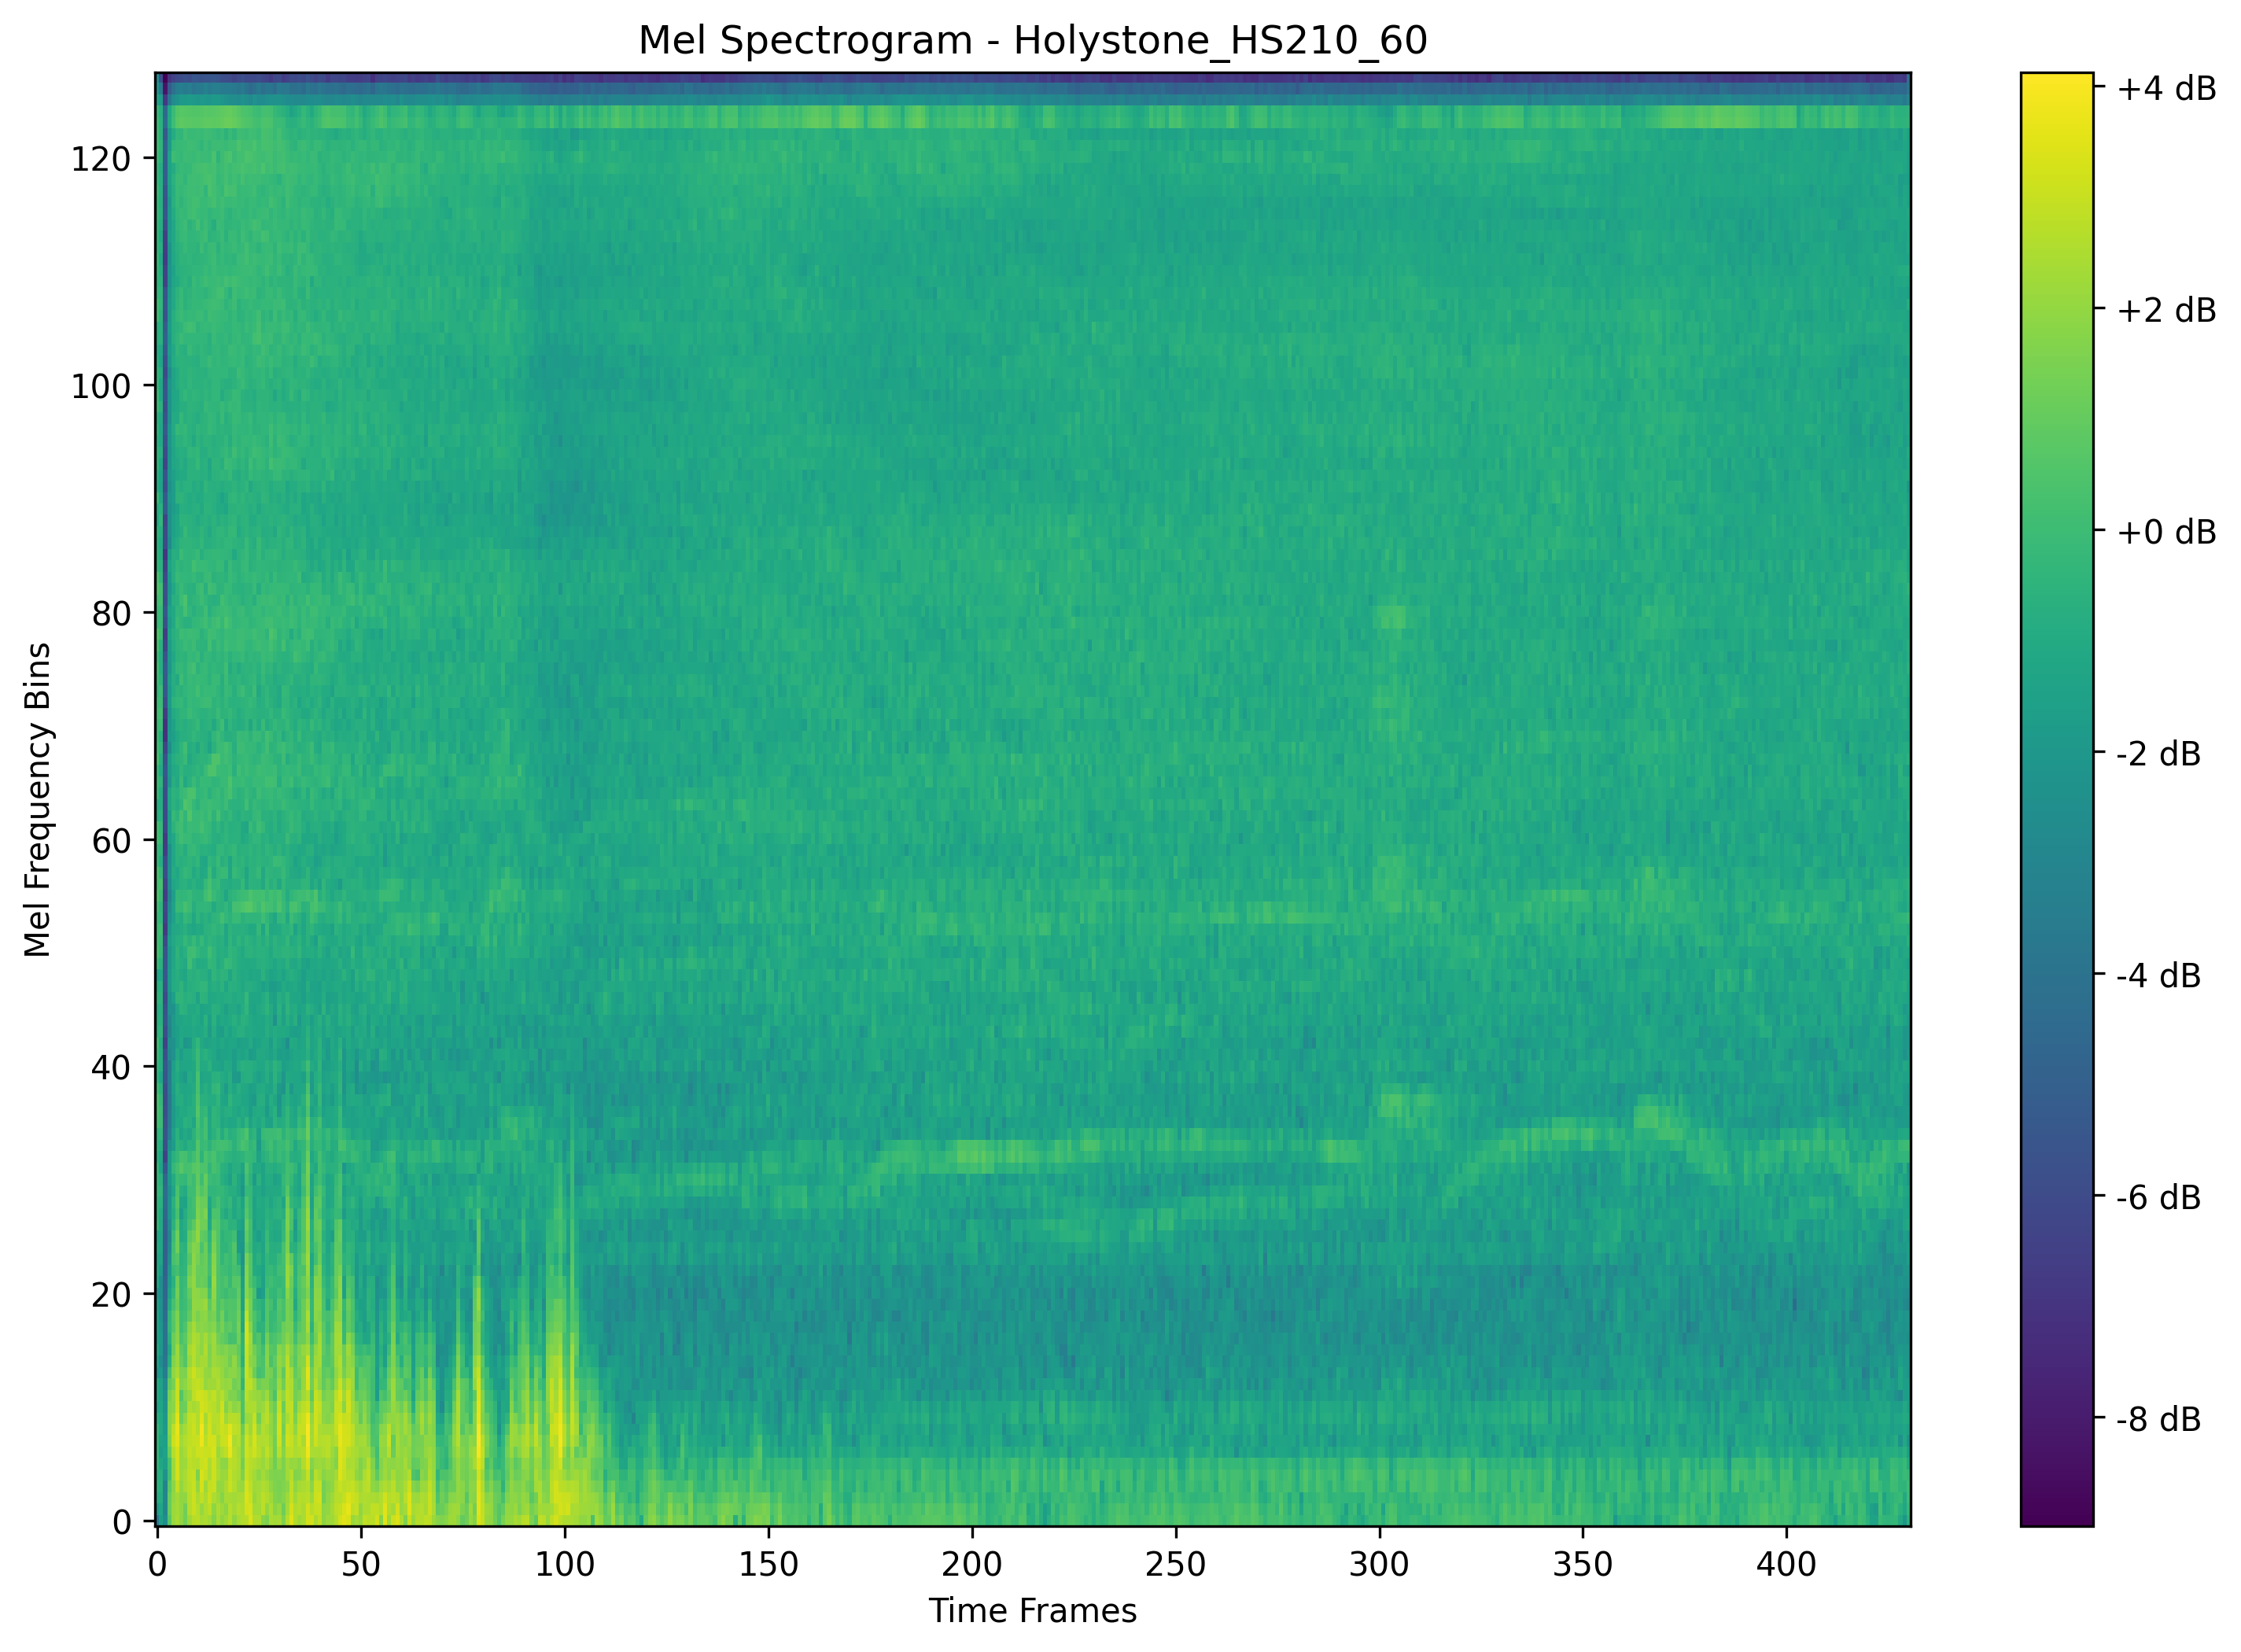 Mel Spectrogram - Holystone_HS210_60
Mel Frequency Bins
120
100
80
60
40
20
0
0 50 100 150 200 250 300 350 400
Time Frames
+4 dB
+2 dB
+0 dB
-2 dB
-4 dB
-6 dB
-8 dB